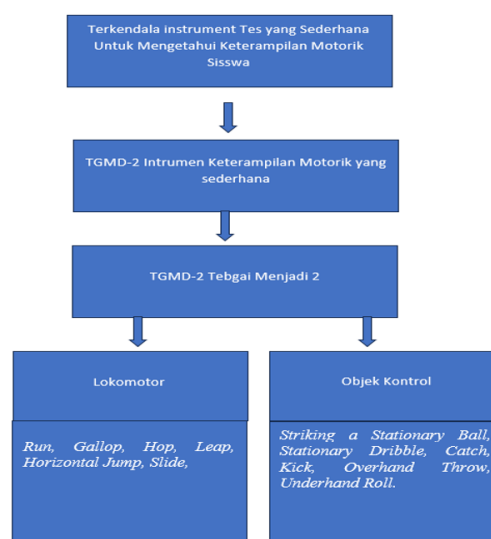 Terkendala instrument Tes yang Sederhana
Untuk Mengetahui Keterampilan Motorik
Sisswa
TGMD-2 Intrumen Keterampilan Motorik yang
sederhana
TGMD-2 Tebgai Menjadi 2
Lokomotor
Run, Gallop, Hop, Leap,
Horizontal Jump, Slide,
Objek Kontrol
Striking a Stationary Ball,
Stationary Dribble, Catch,
Kick, Overhand Throw,
Underhand Roll.